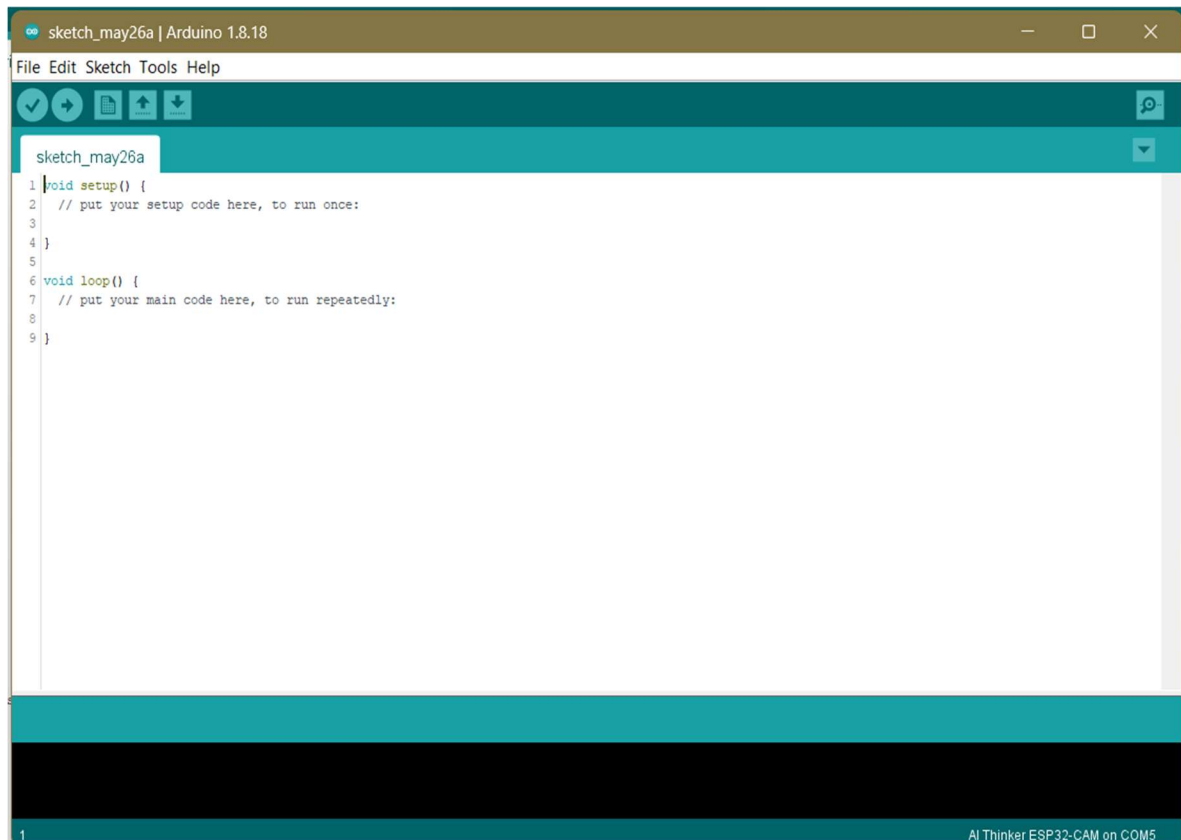 sketch_may26a | Arduino 1.8.18
File Edit Sketch Tools Help
sketch_may26a
1 void setup() {
2   // put your setup code here, to run once:
3
4 }
5
6 void loop() {
7   // put your main code here, to run repeatedly:
8
9 }
1
AI Thinker ESP32-CAM on COM5